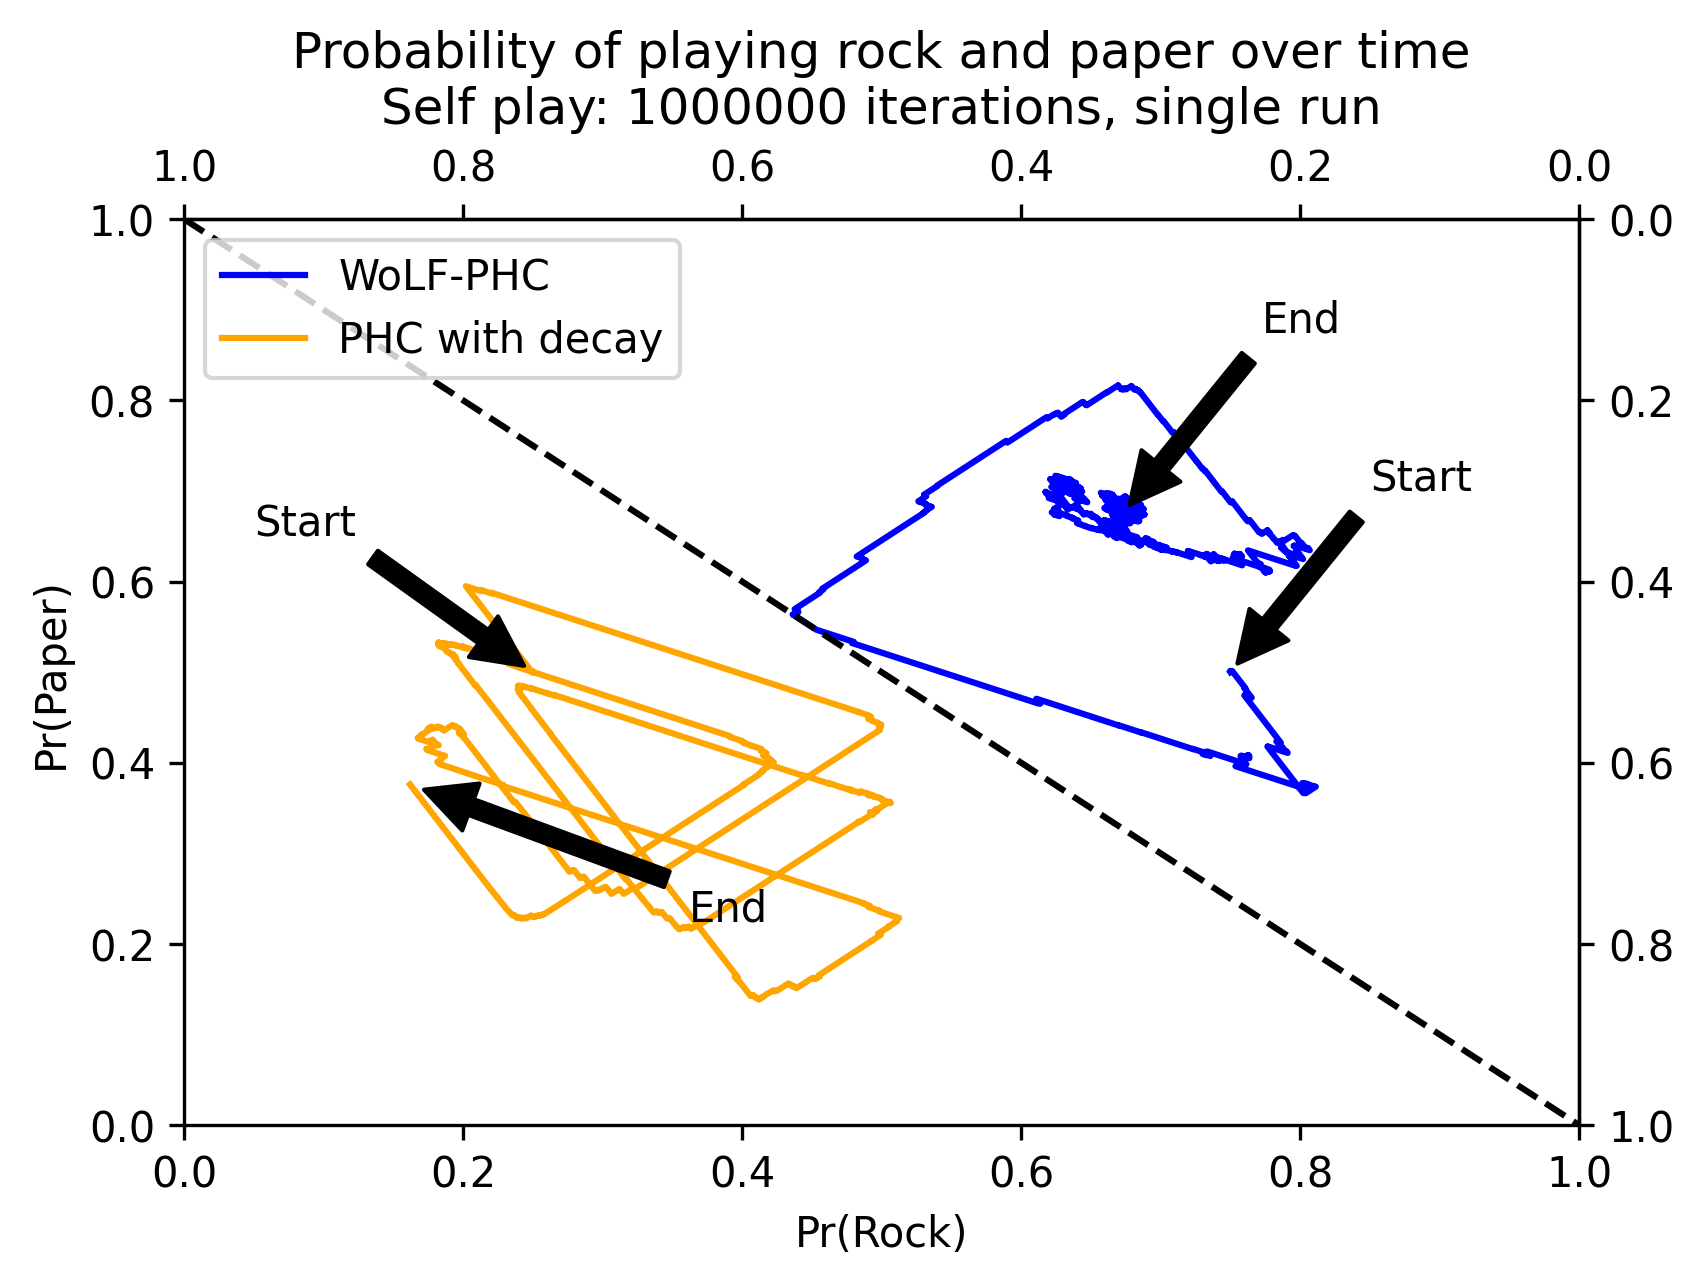 Probability of playing rock and paper over time
Self play: 1000000 iterations, single run
1.0 0.8 0.6 0.4 0.2 0.0
1.0 0.0
WoLF-PHC
PHC with decay
End
0.8 0.2
Start
Start
0.6 0.4
Pr(Paper)
0.4 0.6
End
0.2 0.8
0.0 1.0
0.0 0.2 0.4 0.6 0.8 1.0
Pr(Rock)